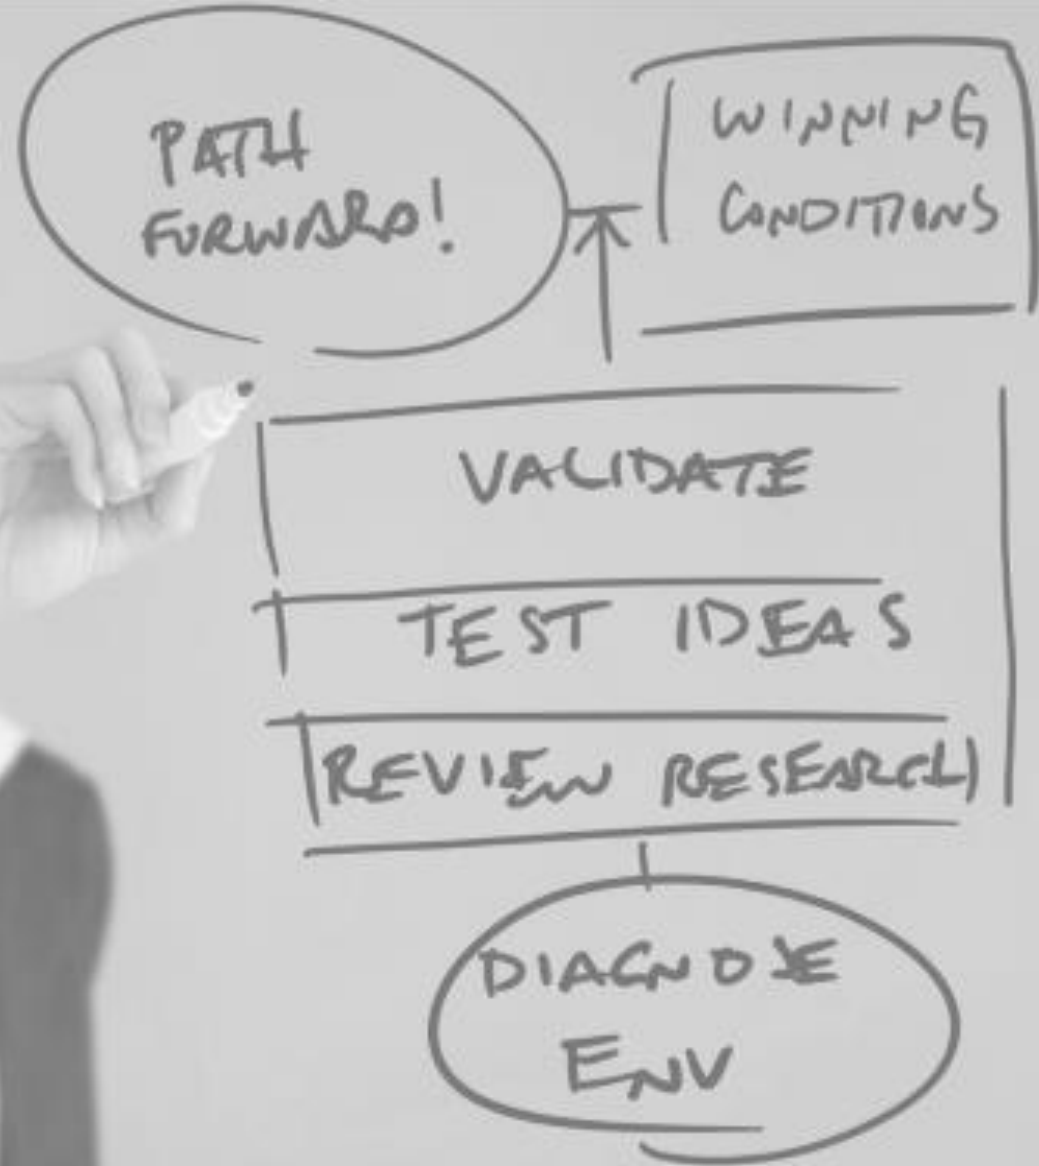 PATH
FORWARD!
WINNING
CONDITIONS
VALIDATE
TEST IDEAS
REVIEW RESEARCH
DIAGNOSE
ENV